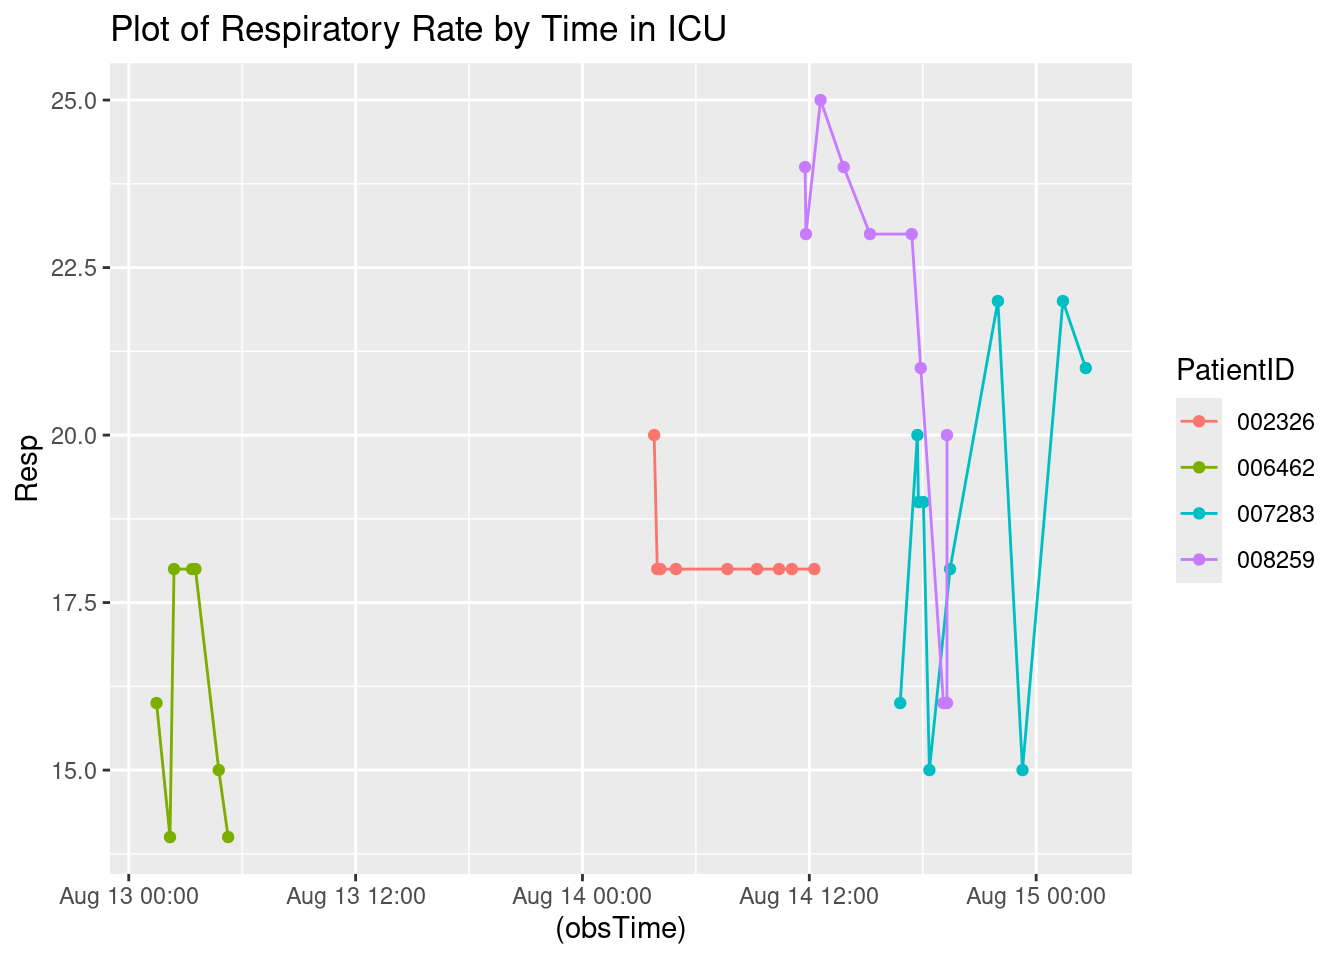 Plot of Respiratory Rate by Time in ICU
25.0
22.5
20.0
17.5
15.0
Resp
Aug 13 00:00
Aug 13 12:00
Aug 14 00:00
Aug 14 12:00
Aug 15 00:00
(obsTime)
PatientID
002326
006462
007283
008259